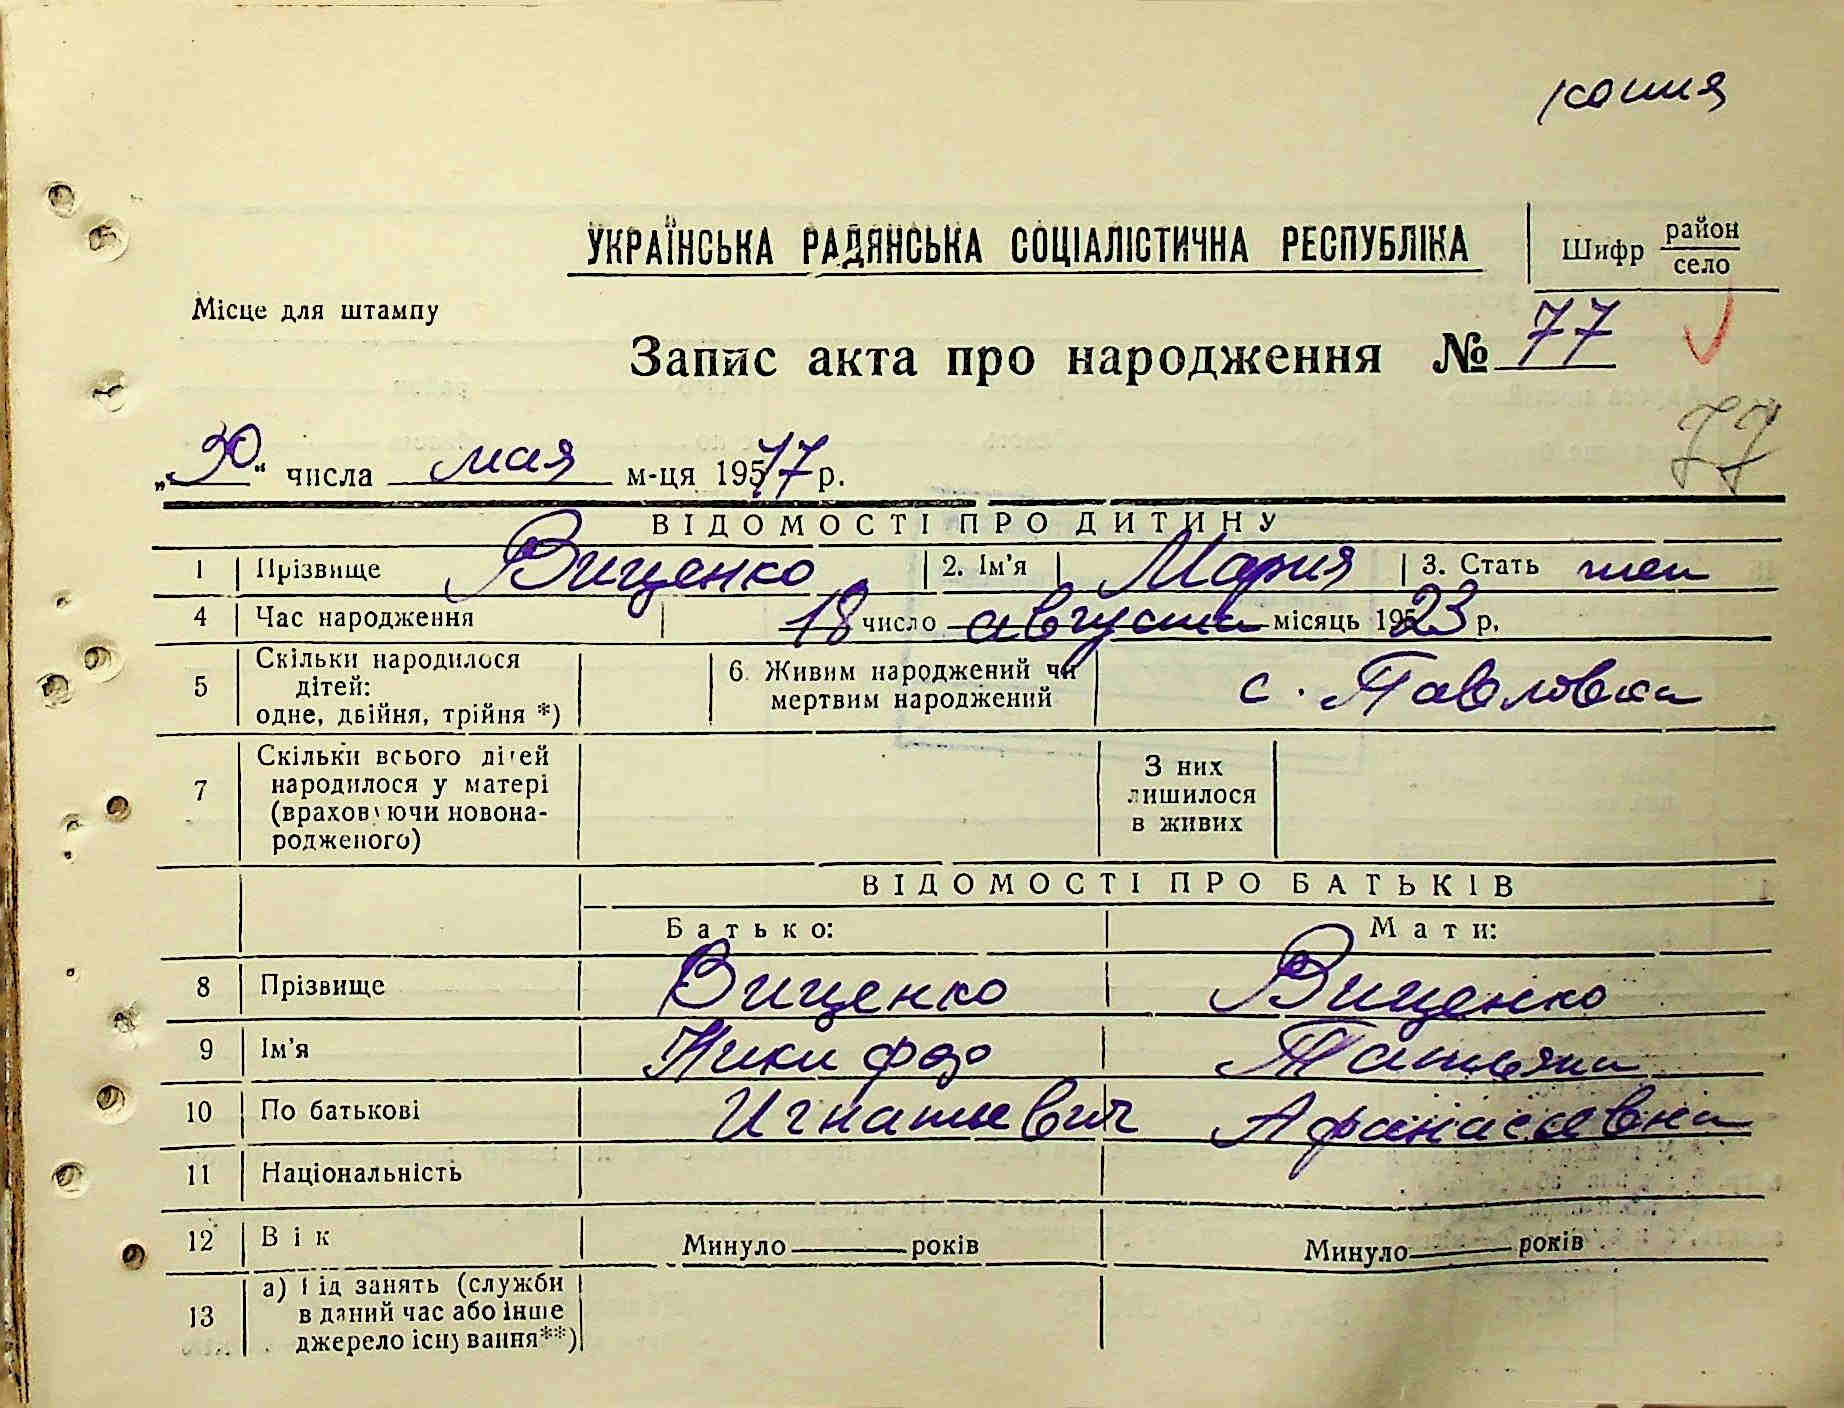 копия
УКРАЇНСЬКА РАДЯНСЬКА СОЦІАЛІСТИЧНА РЕСПУБЛІКА
Шифр район село
Місце для штампу
Запис акта про народження № 77
77
„30“ числа мая м-ця 1957 р.
ВІДОМОСТІ ПРО ДИТИНУ
1 Прізвище Виценко 2. Ім'я Мария 3. Стать жен
4 Час народження 18 число августа місяць 1923 р.
5 Скільки народилося дітей: одне, двійня, трійня *) 6. Живим народжений чи мертвим народжений с. Павловка
7 Скільки всього дітей народилося у матері (враховуючи новонародженого) З них лишилося в живих
ВІДОМОСТІ ПРО БАТЬКІВ
Батько: Мати:
8 Прізвище Виценко Виценко
9 Ім'я Никифор Татьяна
10 По батькові Игнатьевич Афанасьевна
11 Національність
12 Вік Минуло років Минуло років
13 а) Під занять (служби в даний час або інше джерело існування**)